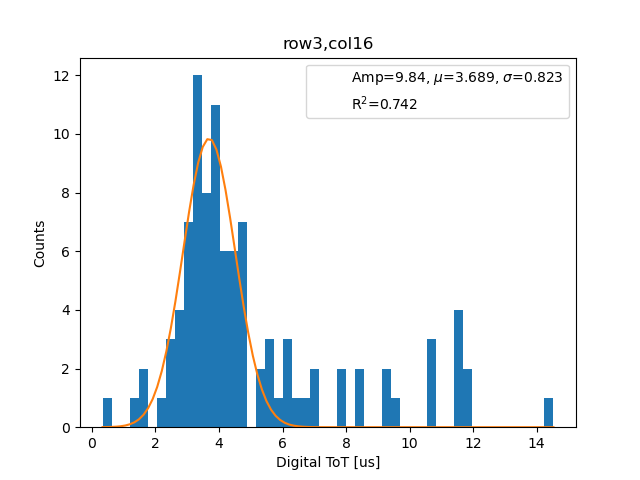 row3,col16
Amp=9.84, μ=3.689, σ=0.823
R²=0.742
12
10
8
6
4
2
0
Counts
0 2 4 6 8 10 12 14
Digital ToT [us]